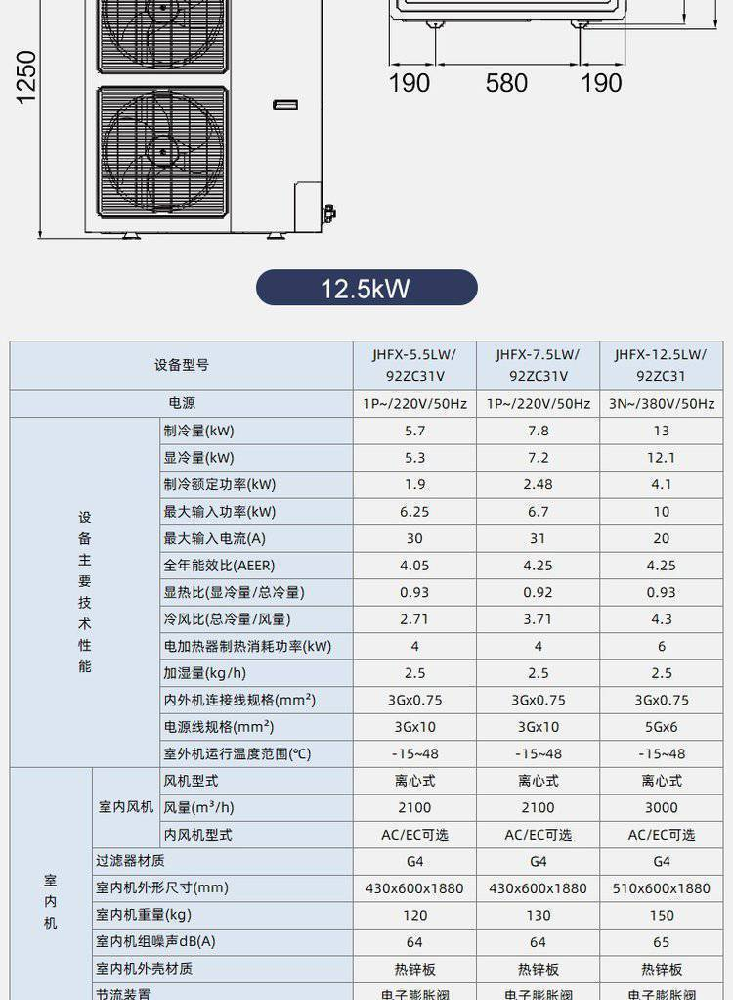 1250
190 580 190
12.5kW
设备型号 JHFX-5.5LW/ JHFX-7.5LW/ JHFX-12.5LW/
92ZC31V 92ZC31V 92ZC31
电源 1P~/220V/50Hz 1P~/220V/50Hz 3N~/380V/50Hz
设备主要技术性能
制冷量(kW) 5.7 7.8 13
显冷量(kW) 5.3 7.2 12.1
制冷额定功率(kW) 1.9 2.48 4.1
最大输入功率(kW) 6.25 6.7 10
最大输入电流(A) 30 31 20
全年能效比(AEER) 4.05 4.25 4.25
显热比(显冷量/总冷量) 0.93 0.92 0.93
冷风比(总冷量/风量) 2.71 3.71 4.3
电加热器制热消耗功率(kW) 4 4 6
加湿量(kg/h) 2.5 2.5 2.5
内外机连接线规格(mm²) 3Gx0.75 3Gx0.75 3Gx0.75
电源线规格(mm²) 3Gx10 3Gx10 5Gx6
室外机运行温度范围(℃) -15~48 -15~48 -15~48
室内机
室内风机
风机型式 离心式 离心式 离心式
风量(m³/h) 2100 2100 3000
内风机型式 AC/EC可选 AC/EC可选 AC/EC可选
过滤器材质 G4 G4 G4
室内机外形尺寸(mm) 430x600x1880 430x600x1880 510x600x1880
室内机重量(kg) 120 130 150
室内机组噪声dB(A) 64 64 65
室内机外壳材质 热锌板 热锌板 热锌板
节流装置 电子膨胀阀 电子膨胀阀 电子膨胀阀